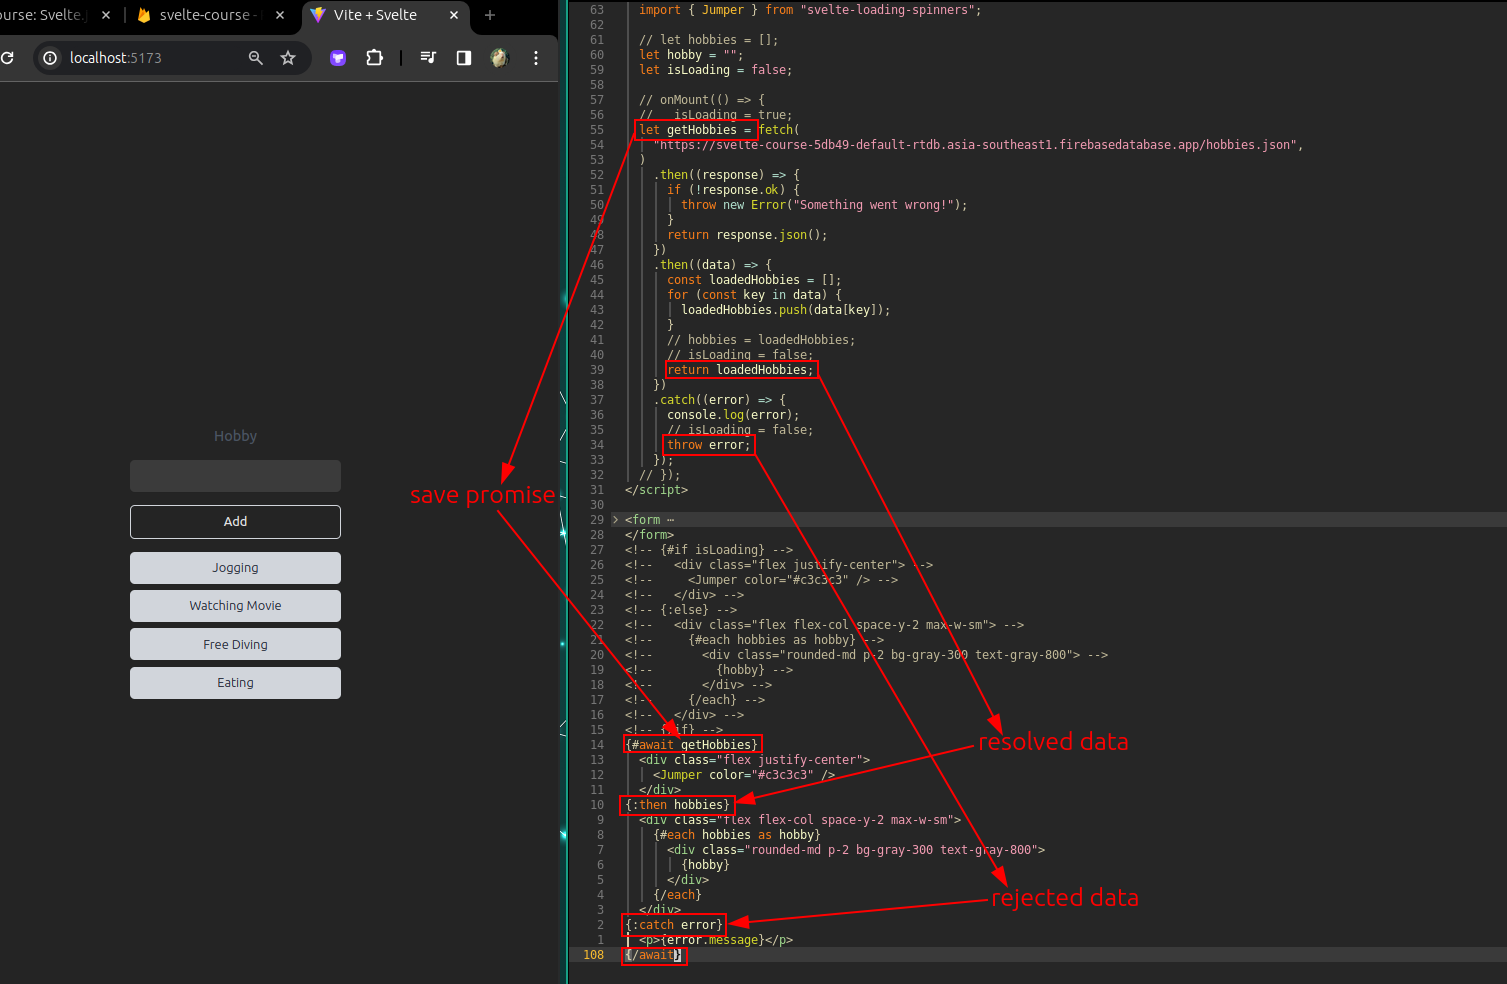 ourse: Svelte.J
svelte-course -
Vite + Svelte
localhost:5173
Hobby
Add
Jogging
Watching Movie
Free Diving
Eating
63 import { Jumper } from "svelte-loading-spinners";
62
61 // let hobbies = [];
60 let hobby = "";
59 let isLoading = false;
58
57 // onMount(() => {
56 //   isLoading = true;
55 let getHobbies = fetch(
54 "https://svelte-course-5db49-default-rtdb.asia-southeast1.firebasedatabase.app/hobbies.json",
53 )
52 .then((response) => {
51 if (!response.ok) {
50 throw new Error("Something went wrong!");
49 }
48 return response.json();
47 })
46 .then((data) => {
45 const loadedHobbies = [];
44 for (const key in data) {
43 loadedHobbies.push(data[key]);
42 }
41 // hobbies = loadedHobbies;
40 // isLoading = false;
39 return loadedHobbies;
38 })
37 .catch((error) => {
36 console.log(error);
35 // isLoading = false;
34 throw error;
33 });
32 // });
31 </script>
30
29 <form ⋯
28 </form>
27 <!-- {#if isLoading} -->
26 <!--   <div class="flex justify-center"> -->
25 <!--     <Jumper color="#c3c3c3" /> -->
24 <!--   </div> -->
23 <!-- {:else} -->
22 <!--   <div class="flex flex-col space-y-2 max-w-sm"> -->
21 <!--     {#each hobbies as hobby} -->
20 <!--       <div class="rounded-md p-2 bg-gray-300 text-gray-800"> -->
19 <!--         {hobby} -->
18 <!--       </div> -->
17 <!--     {/each} -->
16 <!--   </div> -->
15 <!-- {/if} -->
14 {#await getHobbies}
13 <div class="flex justify-center">
12 <Jumper color="#c3c3c3" />
11 </div>
10 {:then hobbies}
9 <div class="flex flex-col space-y-2 max-w-sm">
8 {#each hobbies as hobby}
7 <div class="rounded-md p-2 bg-gray-300 text-gray-800">
6 {hobby}
5 </div>
4 {/each}
3 </div>
2 {:catch error}
1 <p>{error.message}</p>
108 {/await}
save promise
resolved data
rejected data